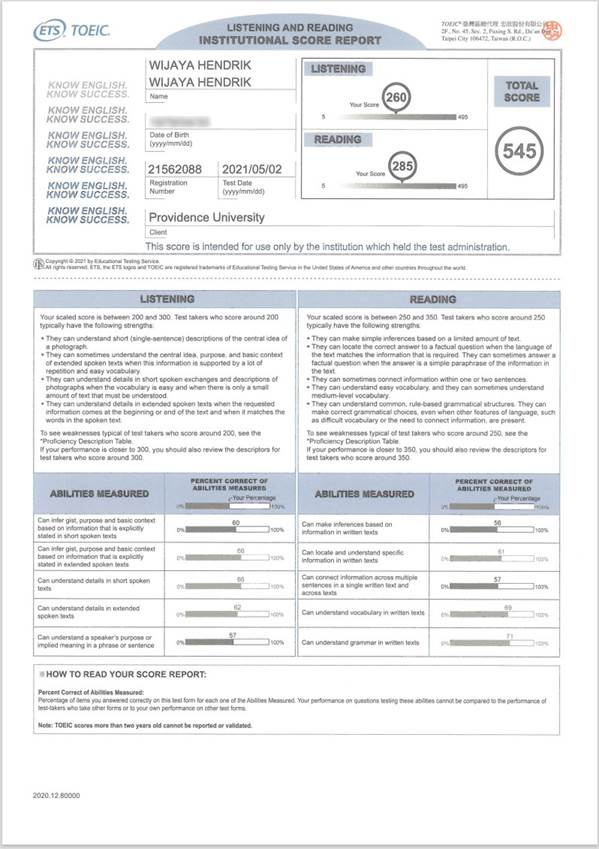 ETS TOEIC®
LISTENING AND READING
INSTITUTIONAL SCORE REPORT
TOEIC®臺灣區總代理 忠欣股份有限公司
2F., No. 45, Sec. 2, Fuxing S. Rd., Da'an Dist.
Taipei City 106472, Taiwan (R.O.C.)
KNOW ENGLISH.
KNOW SUCCESS.
KNOW ENGLISH.
KNOW SUCCESS.
KNOW ENGLISH.
KNOW SUCCESS.
KNOW ENGLISH.
KNOW SUCCESS.
KNOW ENGLISH.
KNOW SUCCESS.
KNOW ENGLISH.
KNOW SUCCESS.
WIJAYA HENDRIK
WIJAYA HENDRIK
Name
Date of Birth
(yyyy/mm/dd)
21562088 2021/05/02
Registration Test Date
Number (yyyy/mm/dd)
Providence University
Client
LISTENING
Your Score 260
5 495
READING
Your Score 285
5 495
TOTAL
SCORE
545
This score is intended for use only by the institution which held the test administration.
Copyright © 2021 by Educational Testing Service.
All rights reserved. ETS, the ETS logos and TOEIC are registered trademarks of Educational Testing Service in the United States of America and other countries throughout the world.
LISTENING
Your scaled score is between 200 and 300. Test takers who score around 200
typically have the following strengths:
• They can understand short (single-sentence) descriptions of the central idea of
a photograph.
• They can sometimes understand the central idea, purpose, and basic context
of extended spoken texts when this information is supported by a lot of
repetition and easy vocabulary.
• They can understand details in short spoken exchanges and descriptions of
photographs when the vocabulary is easy and when there is only a small
amount of text that must be understood.
• They can understand details in extended spoken texts when the requested
information comes at the beginning or end of the text and when it matches the
words in the spoken text.
To see weaknesses typical of test takers who score around 200, see the
"Proficiency Description Table.
If your performance is closer to 300, you should also review the descriptors for
test takers who score around 300.
READING
Your scaled score is between 250 and 350. Test takers who score around 250
typically have the following strengths:
• They can make simple inferences based on a limited amount of text.
• They can locate the correct answer to a factual question when the language of
the text matches the information that is required. They can sometimes answer a
factual question when the answer is a simple paraphrase of the information in
the text.
• They can sometimes connect information within one or two sentences.
• They can understand easy vocabulary, and they can sometimes understand
medium-level vocabulary.
• They can understand common, rule-based grammatical structures. They can
make correct grammatical choices, even when other features of language, such
as difficult vocabulary or the need to connect information, are present.
To see weaknesses typical of test takers who score around 250, see the
"Proficiency Description Table.
If your performance is closer to 350, you should also review the descriptors for
test takers who score around 350.
ABILITIES MEASURED
PERCENT CORRECT OF
ABILITIES MEASURED
Your Percentage
0% 100%
Can infer gist, purpose and basic context
based on information that is explicitly
stated in short spoken texts
60
0% 100%
Can infer gist, purpose and basic context
based on information that is explicitly
stated in extended spoken texts
0% 100%
Can understand details in short spoken
texts
0% 100%
Can understand details in extended
spoken texts
62
0% 100%
Can understand a speaker's purpose or
implied meaning in a phrase or sentence
57
0% 100%
ABILITIES MEASURED
PERCENT CORRECT OF
ABILITIES MEASURED
Your Percentage
0% 100%
Can make inferences based on
information in written texts
56
0% 100%
Can locate and understand specific
information in written texts
61
0% 100%
Can connect information across multiple
sentences in a single written text and
across texts
57
0% 100%
Can understand vocabulary in written texts
69
0% 100%
Can understand grammar in written texts
71
0% 100%
HOW TO READ YOUR SCORE REPORT:
Percent Correct of Abilities Measured:
Percentage of items you answered correctly on this test form for each one of the Abilities Measured. Your performance on questions testing these abilities cannot be compared to the performance of
test-takers who take other forms or to your own performance on other test forms.
Note: TOEIC scores more than two years old cannot be reported or validated.
2020.12.80000